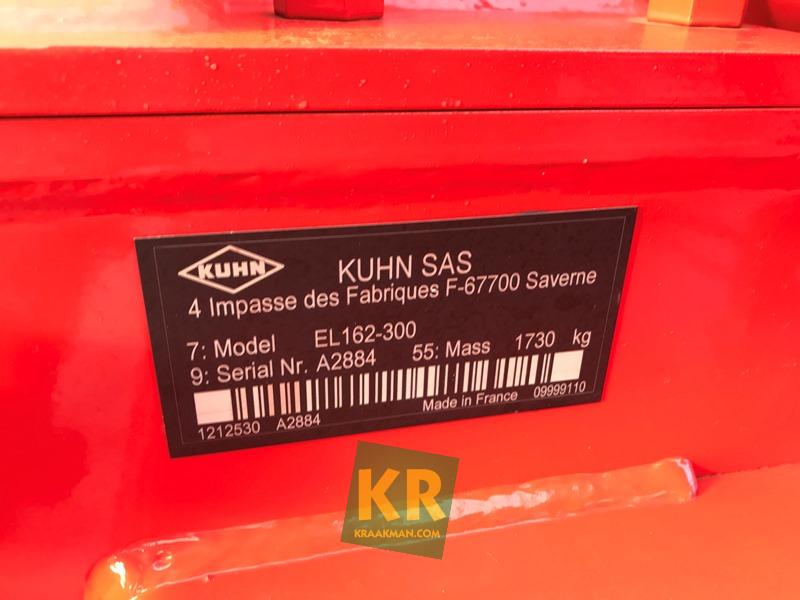 KUHN
KUHN SAS
4 Impasse des Fabriques F-67700 Saverne
7: Model EL162-300
9: Serial Nr. A2884 55: Mass 1730 kg
1212530 A2884 Made in France 09999110
KR
KRAAKMAN.COM